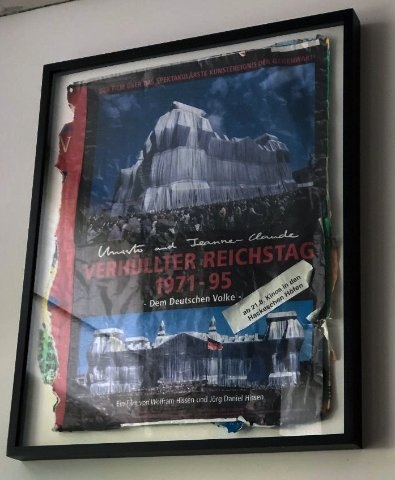 DER FILM ÜBER DAS SPEKTAKULÄRSTE KUNSTEREIGNIS DER GEGENWART!
V
Christo and Jeanne-Claude
VERHÜLLTER REICHSTAG
1971-95
- Dem Deutschen Volke -
ab 21.9. Kinos in den
Hackeschen Höfen
Ein Film von Wolfram Hissen und Jörg Daniel Hissen